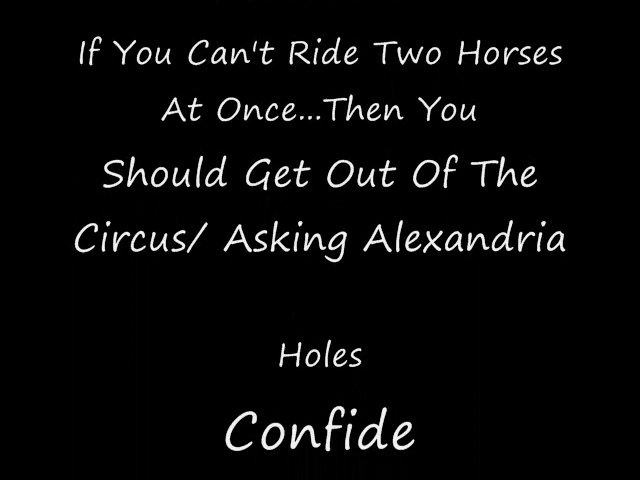 If You Can't Ride Two Horses
At Once...Then You
Should Get Out Of The
Circus/ Asking Alexandria
Holes
Confide